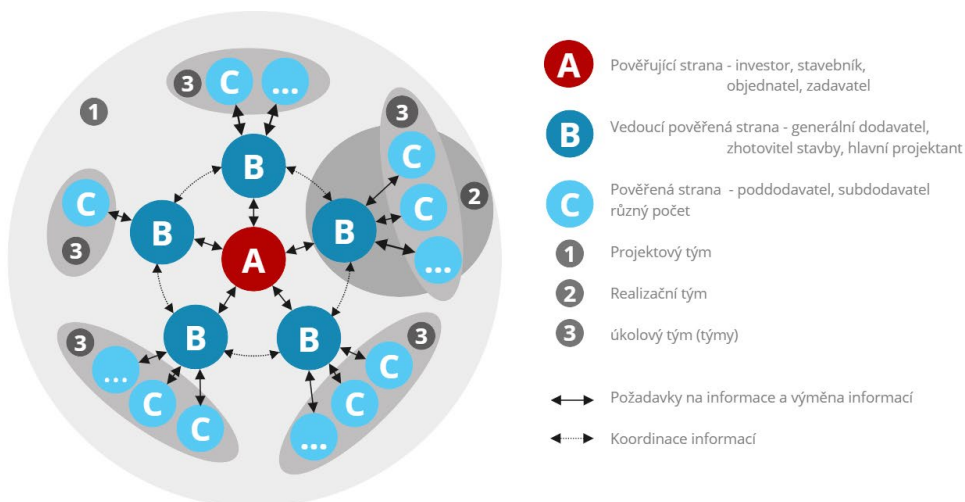 3
C
...
1
B
3
C
C
...
2
B
C
3
B
A
B
B
3
...
C
C
3
C
C
...
A
Pověřující strana - investor, stavebník,
objednatel, zadavatel
B
Vedoucí pověřená strana - generální dodavatel,
zhotovitel stavby, hlavní projektant
C
Pověřená strana - poddodavatel, subdodavatel
různý počet
1 Projektový tým
2 Realizační tým
3 úkolový tým (týmy)
Požadavky na informace a výměna informací
Koordinace informací